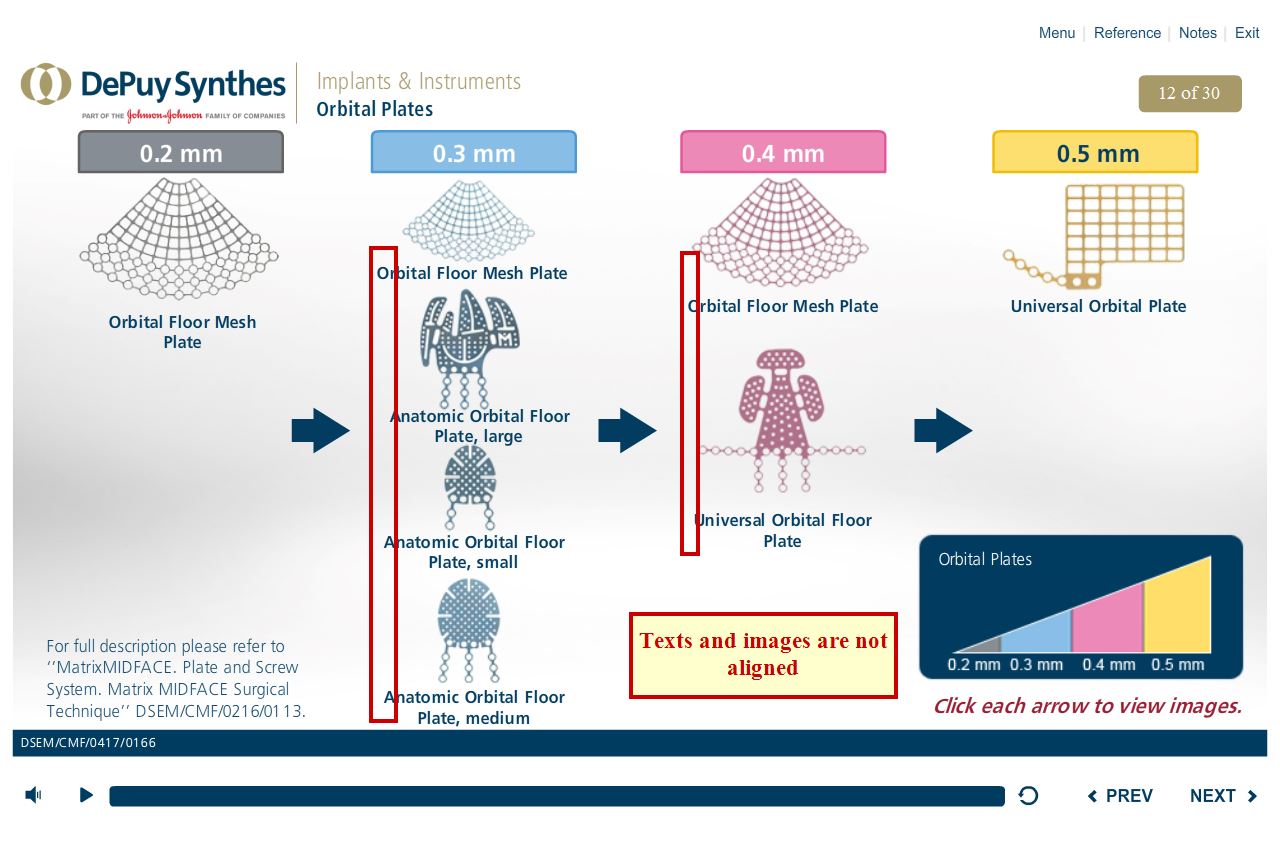 Menu | Reference | Notes | Exit
DePuy Synthes
PART OF THE Johnson & Johnson FAMILY OF COMPANIES
Implants & Instruments
Orbital Plates
12 of 30
0.2 mm
Orbital Floor Mesh
Plate
0.3 mm
Orbital Floor Mesh Plate
Anatomic Orbital Floor
Plate, large
Anatomic Orbital Floor
Plate, small
Anatomic Orbital Floor
Plate, medium
0.4 mm
Orbital Floor Mesh Plate
Universal Orbital Floor
Plate
0.5 mm
Universal Orbital Plate
Texts and images are not
aligned
Orbital Plates
0.2 mm 0.3 mm 0.4 mm 0.5 mm
Click each arrow to view images.
For full description please refer to
‘‘MatrixMIDFACE. Plate and Screw
System. Matrix MIDFACE Surgical
Technique’’ DSEM/CMF/0216/0113.
DSEM/CMF/0417/0166
PREV NEXT